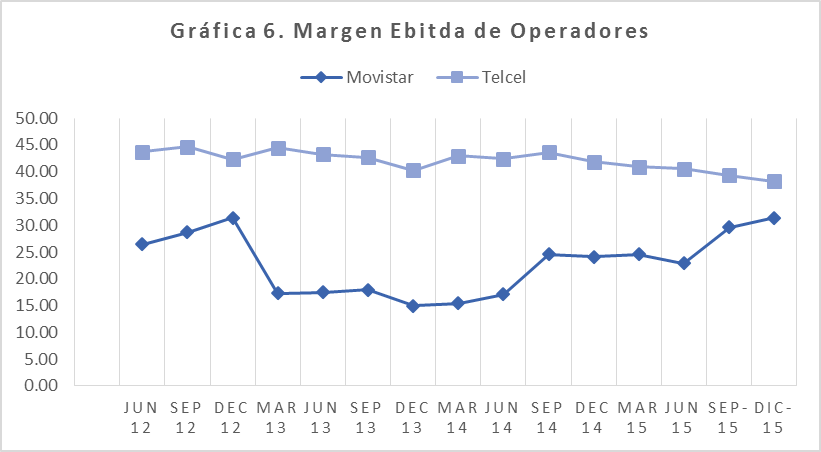 Gráfica 6. Margen Ebitda de Operadores
Movistar Telcel
50.00
45.00
40.00
35.00
30.00
25.00
20.00
15.00
10.00
5.00
0.00
JUN SEP DEC MAR JUN SEP DEC MAR JUN SEP DEC MAR JUN SEP- DIC-
12 12 12 13 13 13 13 14 14 14 14 15 15 15 15